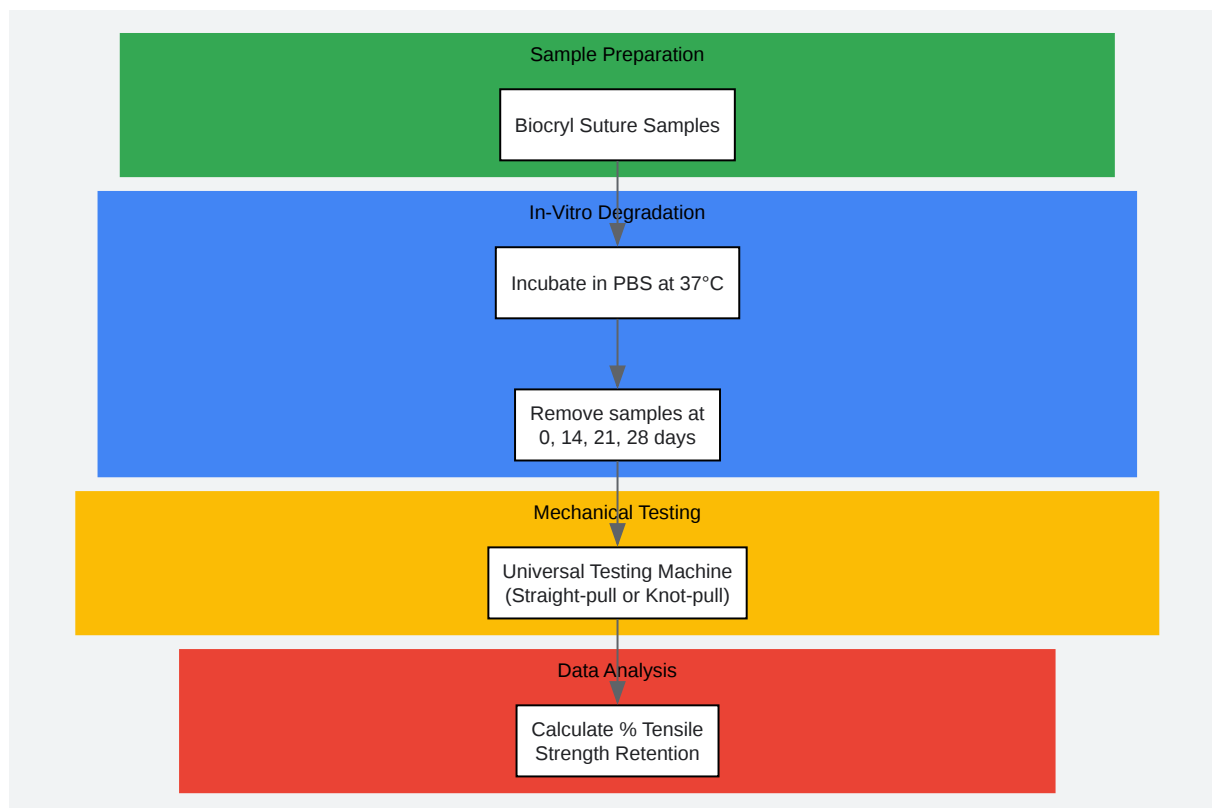 Sample Preparation
Biocryl Suture Samples
In-Vitro Degradation
Incubate in PBS at 37°C
Remove samples at
0, 14, 21, 28 days
Mechanical Testing
Universal Testing Machine
(Straight-pull or Knot-pull)
Data Analysis
Calculate % Tensile
Strength Retention